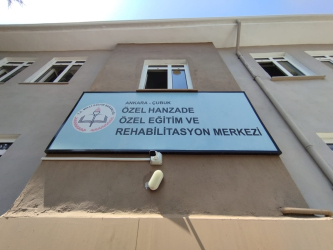 ANKARA - ÇUBUK
ÖZEL HANZADE
ÖZEL EĞİTİM VE
REHABİLİTASYON MERKEZİ